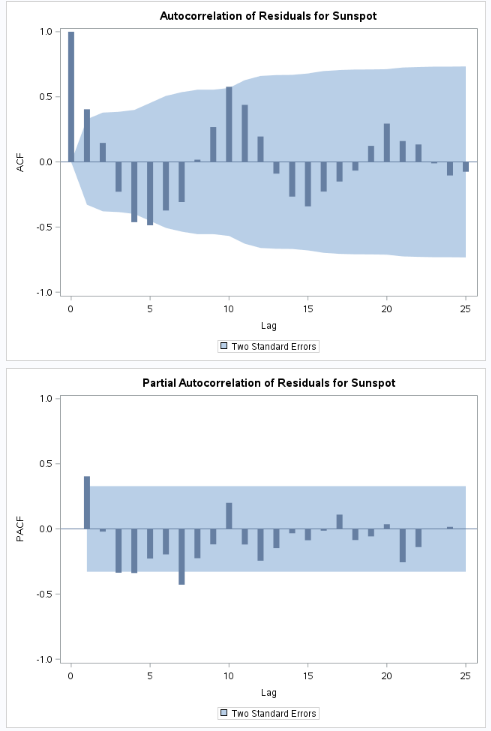 Autocorrelation of Residuals for Sunspot
1.0
0.5
0.0
-0.5
-1.0
ACF
0 5 10 15 20 25
Lag
Two Standard Errors
Partial Autocorrelation of Residuals for Sunspot
1.0
0.5
0.0
-0.5
-1.0
PACF
0 5 10 15 20 25
Lag
Two Standard Errors